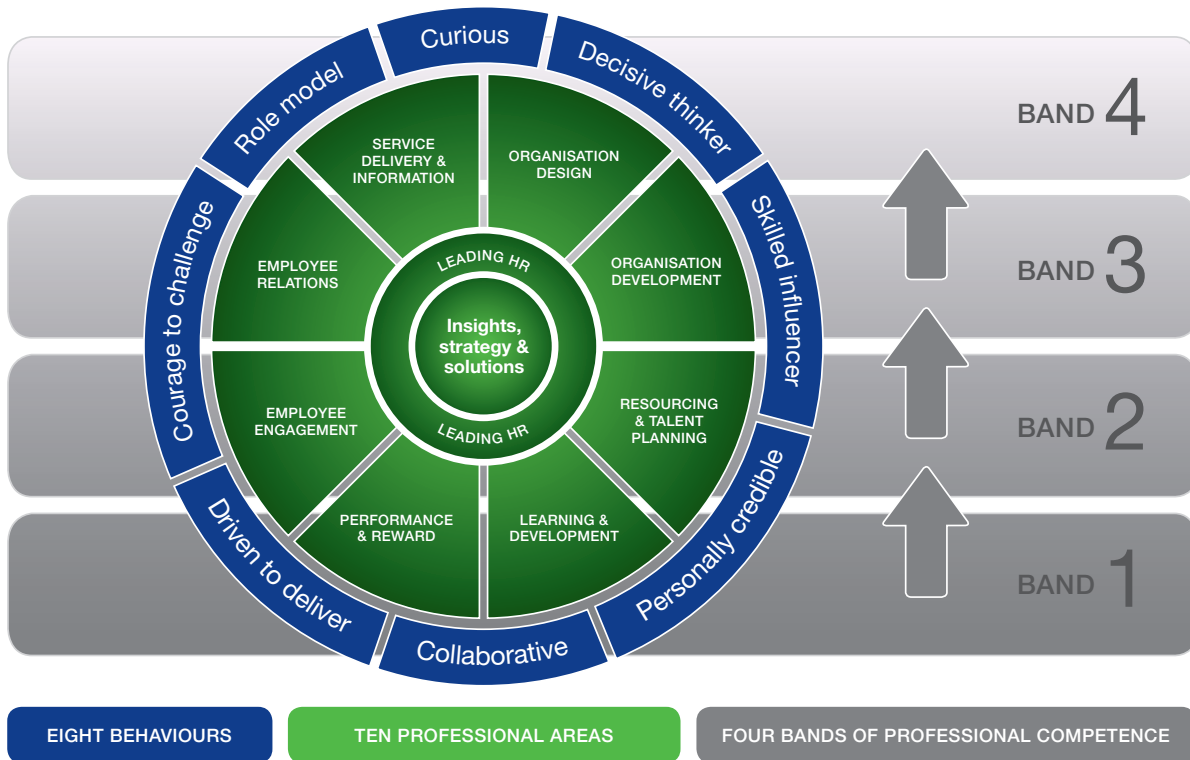 Curious
Decisive thinker
Skilled influencer
Personally credible
Collaborative
Driven to deliver
Courage to challenge
Role model
SERVICE
DELIVERY &
INFORMATION
ORGANISATION
DESIGN
ORGANISATION
DEVELOPMENT
RESOURCING
& TALENT
PLANNING
LEARNING &
DEVELOPMENT
PERFORMANCE
& REWARD
EMPLOYEE
ENGAGEMENT
EMPLOYEE
RELATIONS
LEADING HR
Insights,
strategy &
solutions
LEADING HR
BAND 4
BAND 3
BAND 2
BAND 1
EIGHT BEHAVIOURS
TEN PROFESSIONAL AREAS
FOUR BANDS OF PROFESSIONAL COMPETENCE